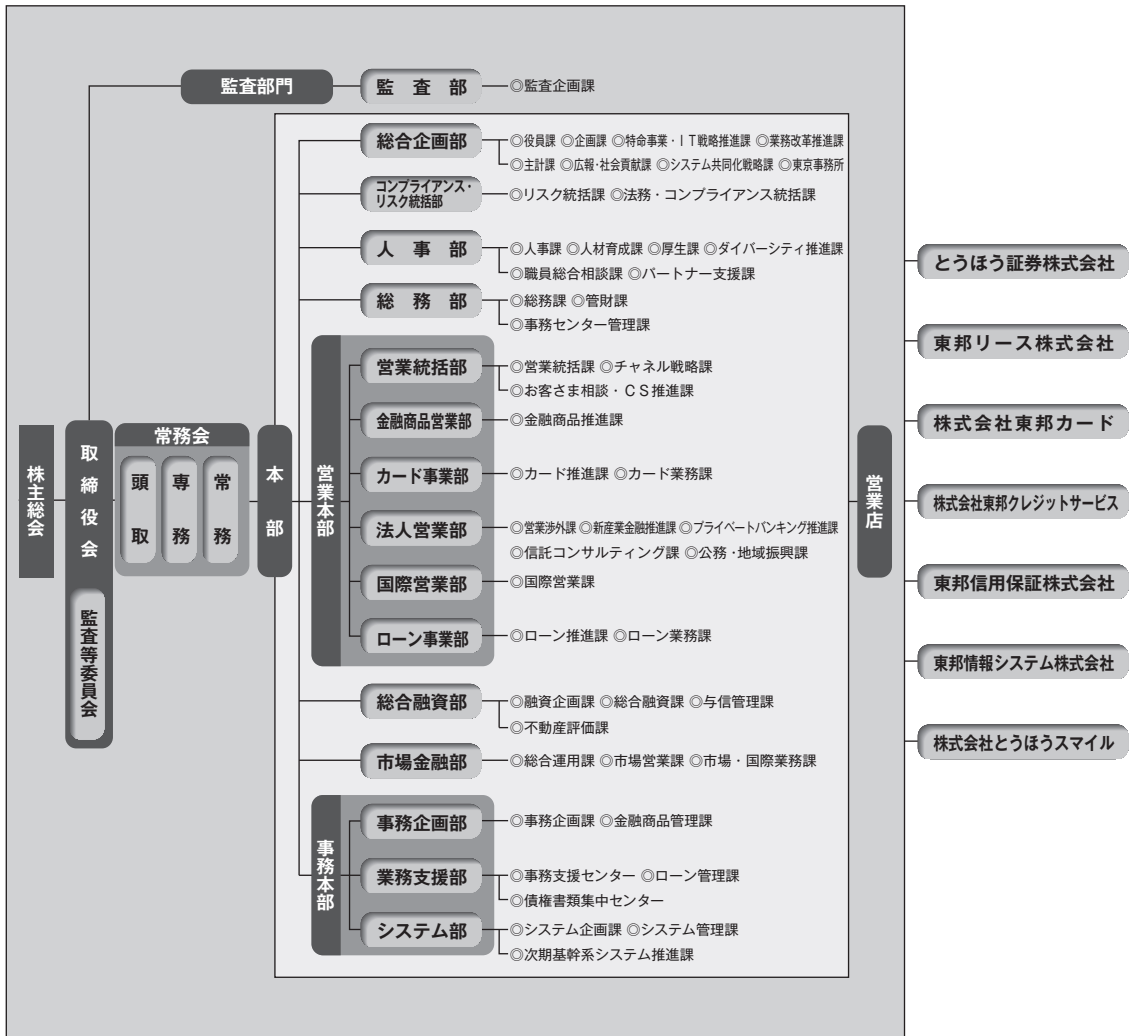 監査部門
監査部
◎監査企画課
総合企画部
◎役員課 ◎企画課 ◎特命事業・IT戦略推進課 ◎業務改革推進課
◎主計課 ◎広報・社会貢献課 ◎システム共同化戦略課 ◎東京事務所
コンプライアンス・
リスク統括部
◎リスク統括課 ◎法務・コンプライアンス統括課
人事部
◎人事課 ◎人材育成課 ◎厚生課 ◎ダイバーシティ推進課
◎職員総合相談課 ◎パートナー支援課
総務部
◎総務課 ◎管財課
◎事務センター管理課
株主総会
取締役会
監査等委員会
常務会
頭取
専務
常務
本部
営業本部
営業統括部
◎営業統括課 ◎チャネル戦略課
◎お客さま相談・CS推進課
金融商品営業部
◎金融商品推進課
カード事業部
◎カード推進課 ◎カード業務課
法人営業部
◎営業渉外課 ◎新産業金融推進課 ◎プライベートバンキング推進課
◎信託コンサルティング課 ◎公務・地域振興課
国際営業部
◎国際営業課
ローン事業部
◎ローン推進課 ◎ローン業務課
総合融資部
◎融資企画課 ◎総合融資課 ◎与信管理課
◎不動産評価課
市場金融部
◎総合運用課 ◎市場営業課 ◎市場・国際業務課
事務本部
事務企画部
◎事務企画課 ◎金融商品管理課
業務支援部
◎事務支援センター ◎ローン管理課
◎債権書類集中センター
システム部
◎システム企画課 ◎システム管理課
◎次期基幹系システム推進課
営業店
とうほう証券株式会社
東邦リース株式会社
株式会社東邦カード
株式会社東邦クレジットサービス
東邦信用保証株式会社
東邦情報システム株式会社
株式会社とうほうスマイル